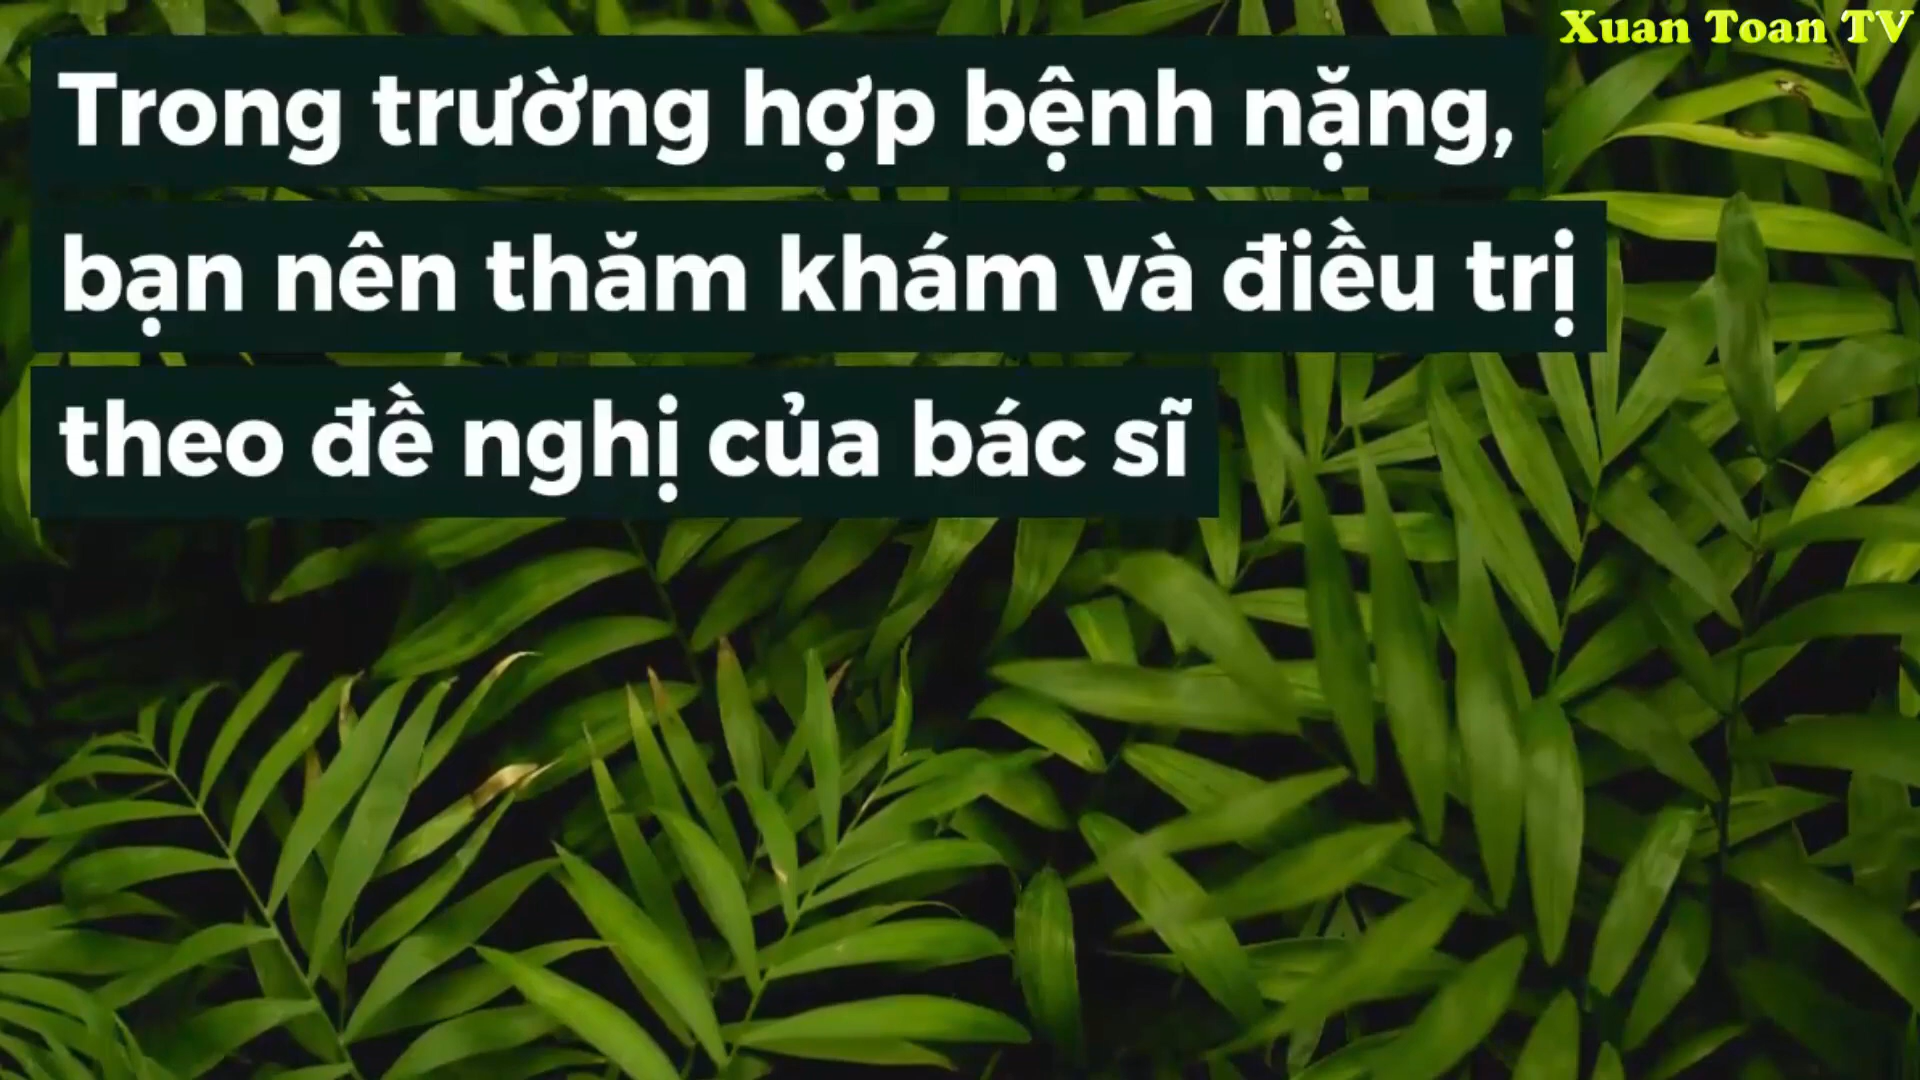 Xuan Toan TV
Trong trường hợp bệnh nặng,
bạn nên thăm khám và điều trị
theo đề nghị của bác sĩ